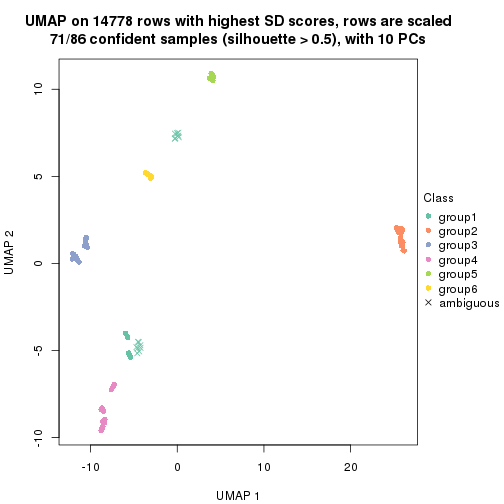 UMAP on 14778 rows with highest SD scores, rows are scaled
71/86 confident samples (silhouette > 0.5), with 10 PCs
10
5
0
-5
-10
UMAP 2
-10
0
10
20
UMAP 1
Class
group1
group2
group3
group4
group5
group6
ambiguous